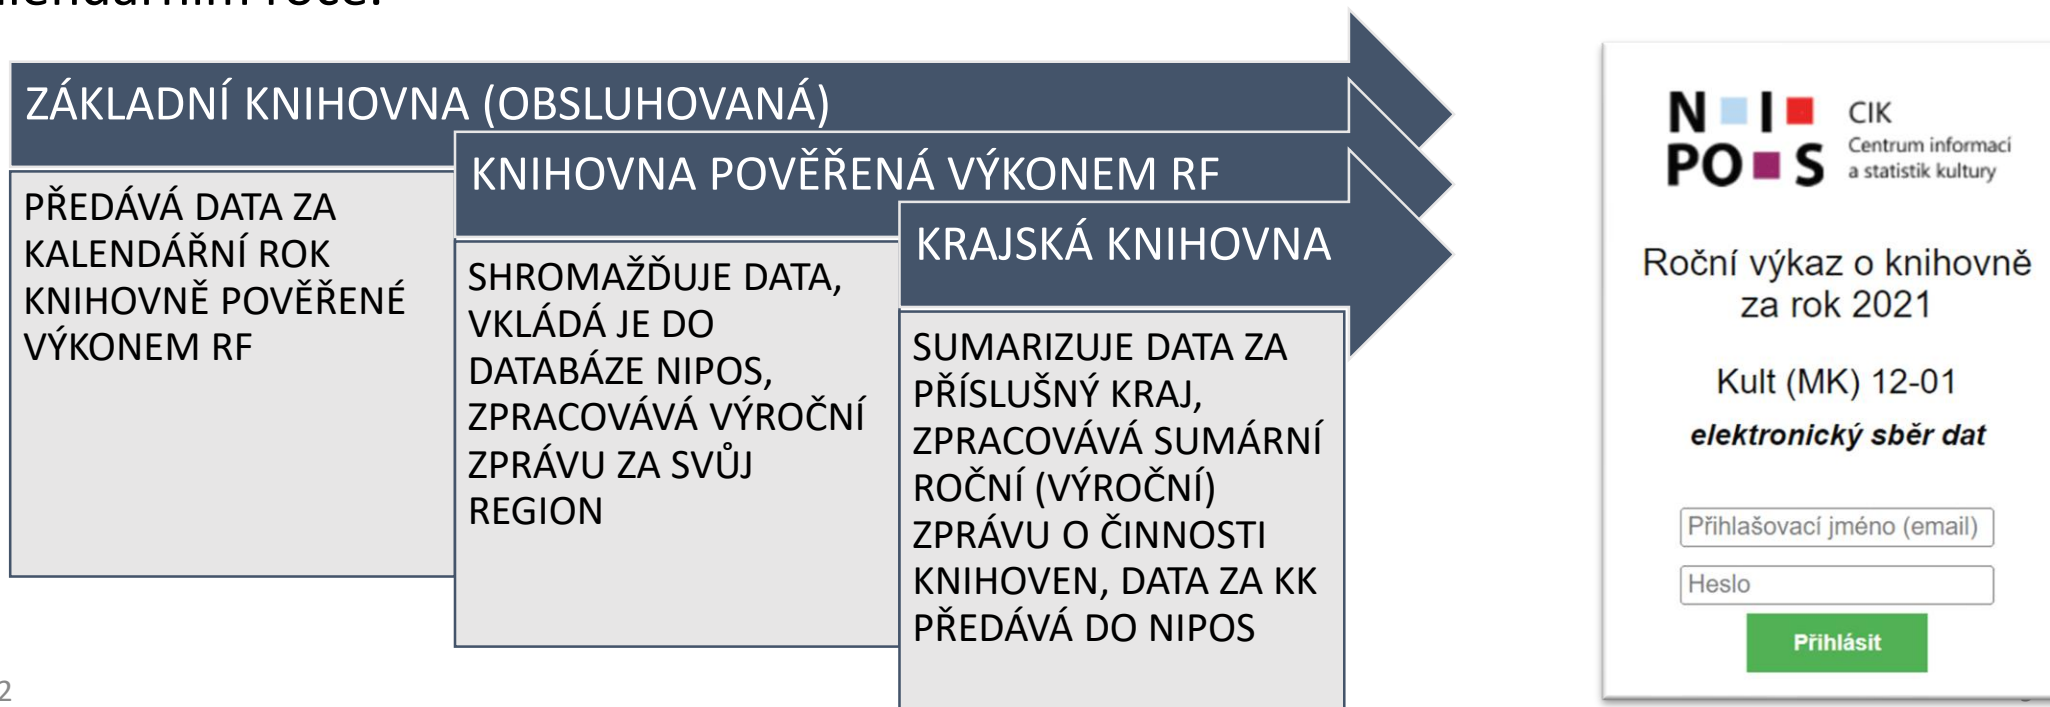 ZÁKLADNÍ KNIHOVNA (OBSLUHOVANÁ)
PŘEDÁVÁ DATA ZA
KALENDÁŘNÍ ROK
KNIHOVNĚ POVĚŘENÉ
VÝKONEM RF
KNIHOVNA POVĚŘENÁ VÝKONEM RF
SHROMAŽĎUJE DATA,
VKLÁDÁ JE DO
DATABÁZE NIPOS,
ZPRACOVÁVÁ VÝROČNÍ
ZPRÁVU ZA SVŮJ
REGION
KRAJSKÁ KNIHOVNA
SUMARIZUJE DATA ZA
PŘÍSLUŠNÝ KRAJ,
ZPRACOVÁVÁ SUMÁRNÍ
ROČNÍ (VÝROČNÍ)
ZPRÁVU O ČINNOSTI
KNIHOVEN, DATA ZA KK
PŘEDÁVÁ DO NIPOS
NIPOS
CIK
Centrum informací
a statistik kultury
Roční výkaz o knihovně
za rok 2021
Kult (MK) 12-01
elektronický sběr dat
Přihlašovací jméno (email)
Heslo
Přihlásit
2